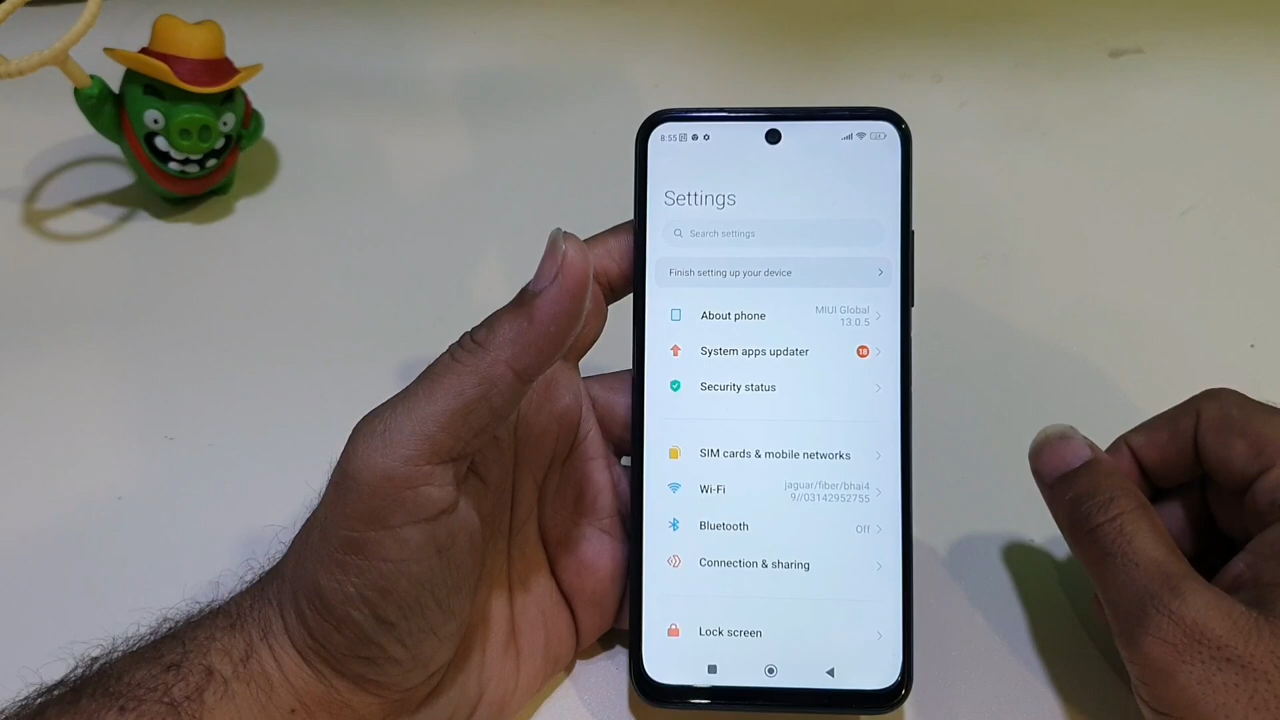 8:55
Settings
Search settings
Finish setting up your device
About phone
MIUI Global
13.0.5
System apps updater
18
Security status
SIM cards & mobile networks
Wi-Fi
jaguar/fiber/bhai4
9//03142952755
Bluetooth
Off
Connection & sharing
Lock screen